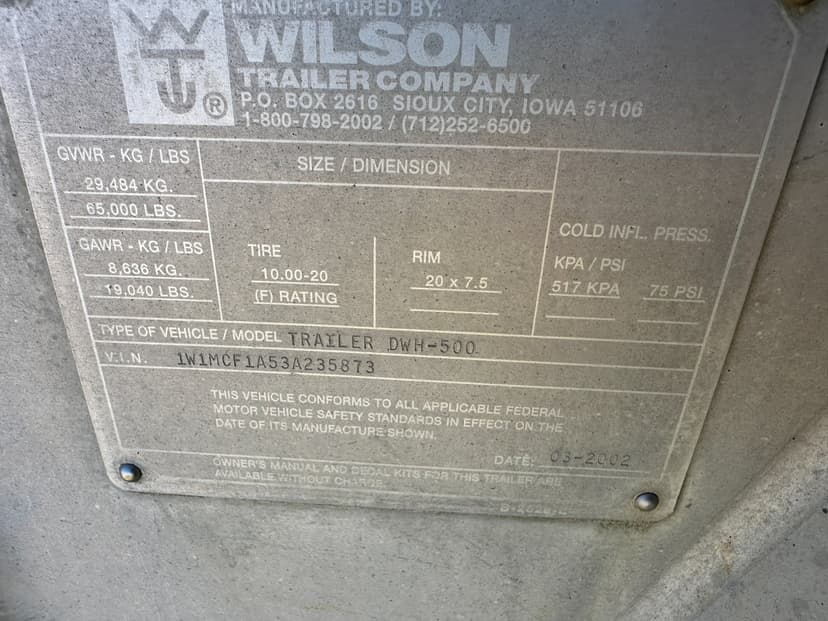 MANUFACTURED BY:
WILSON
TRAILER COMPANY
®
P.O. BOX 2616 SIOUX CITY, IOWA 51106
1-800-798-2002 / (712)252-6500
GVWR - KG / LBS
29,484 KG.
65,000 LBS.
SIZE / DIMENSION
GAWR - KG / LBS
8,636 KG.
19,040 LBS.
TIRE
10.00-20
(F) RATING
RIM
20 x 7.5
COLD INFL. PRESS.
KPA / PSI
517 KPA 75 PSI
TYPE OF VEHICLE / MODEL TRAILER DWH-500
V.I.N. 1W1MCF1A53A235873
THIS VEHICLE CONFORMS TO ALL APPLICABLE FEDERAL
MOTOR VEHICLE SAFETY STANDARDS IN EFFECT ON THE
DATE OF ITS MANUFACTURE SHOWN.
DATE: 03-2002
OWNER'S MANUAL AND DECAL KITS FOR THIS TRAILER ARE
AVAILABLE WITHOUT CHARGE.